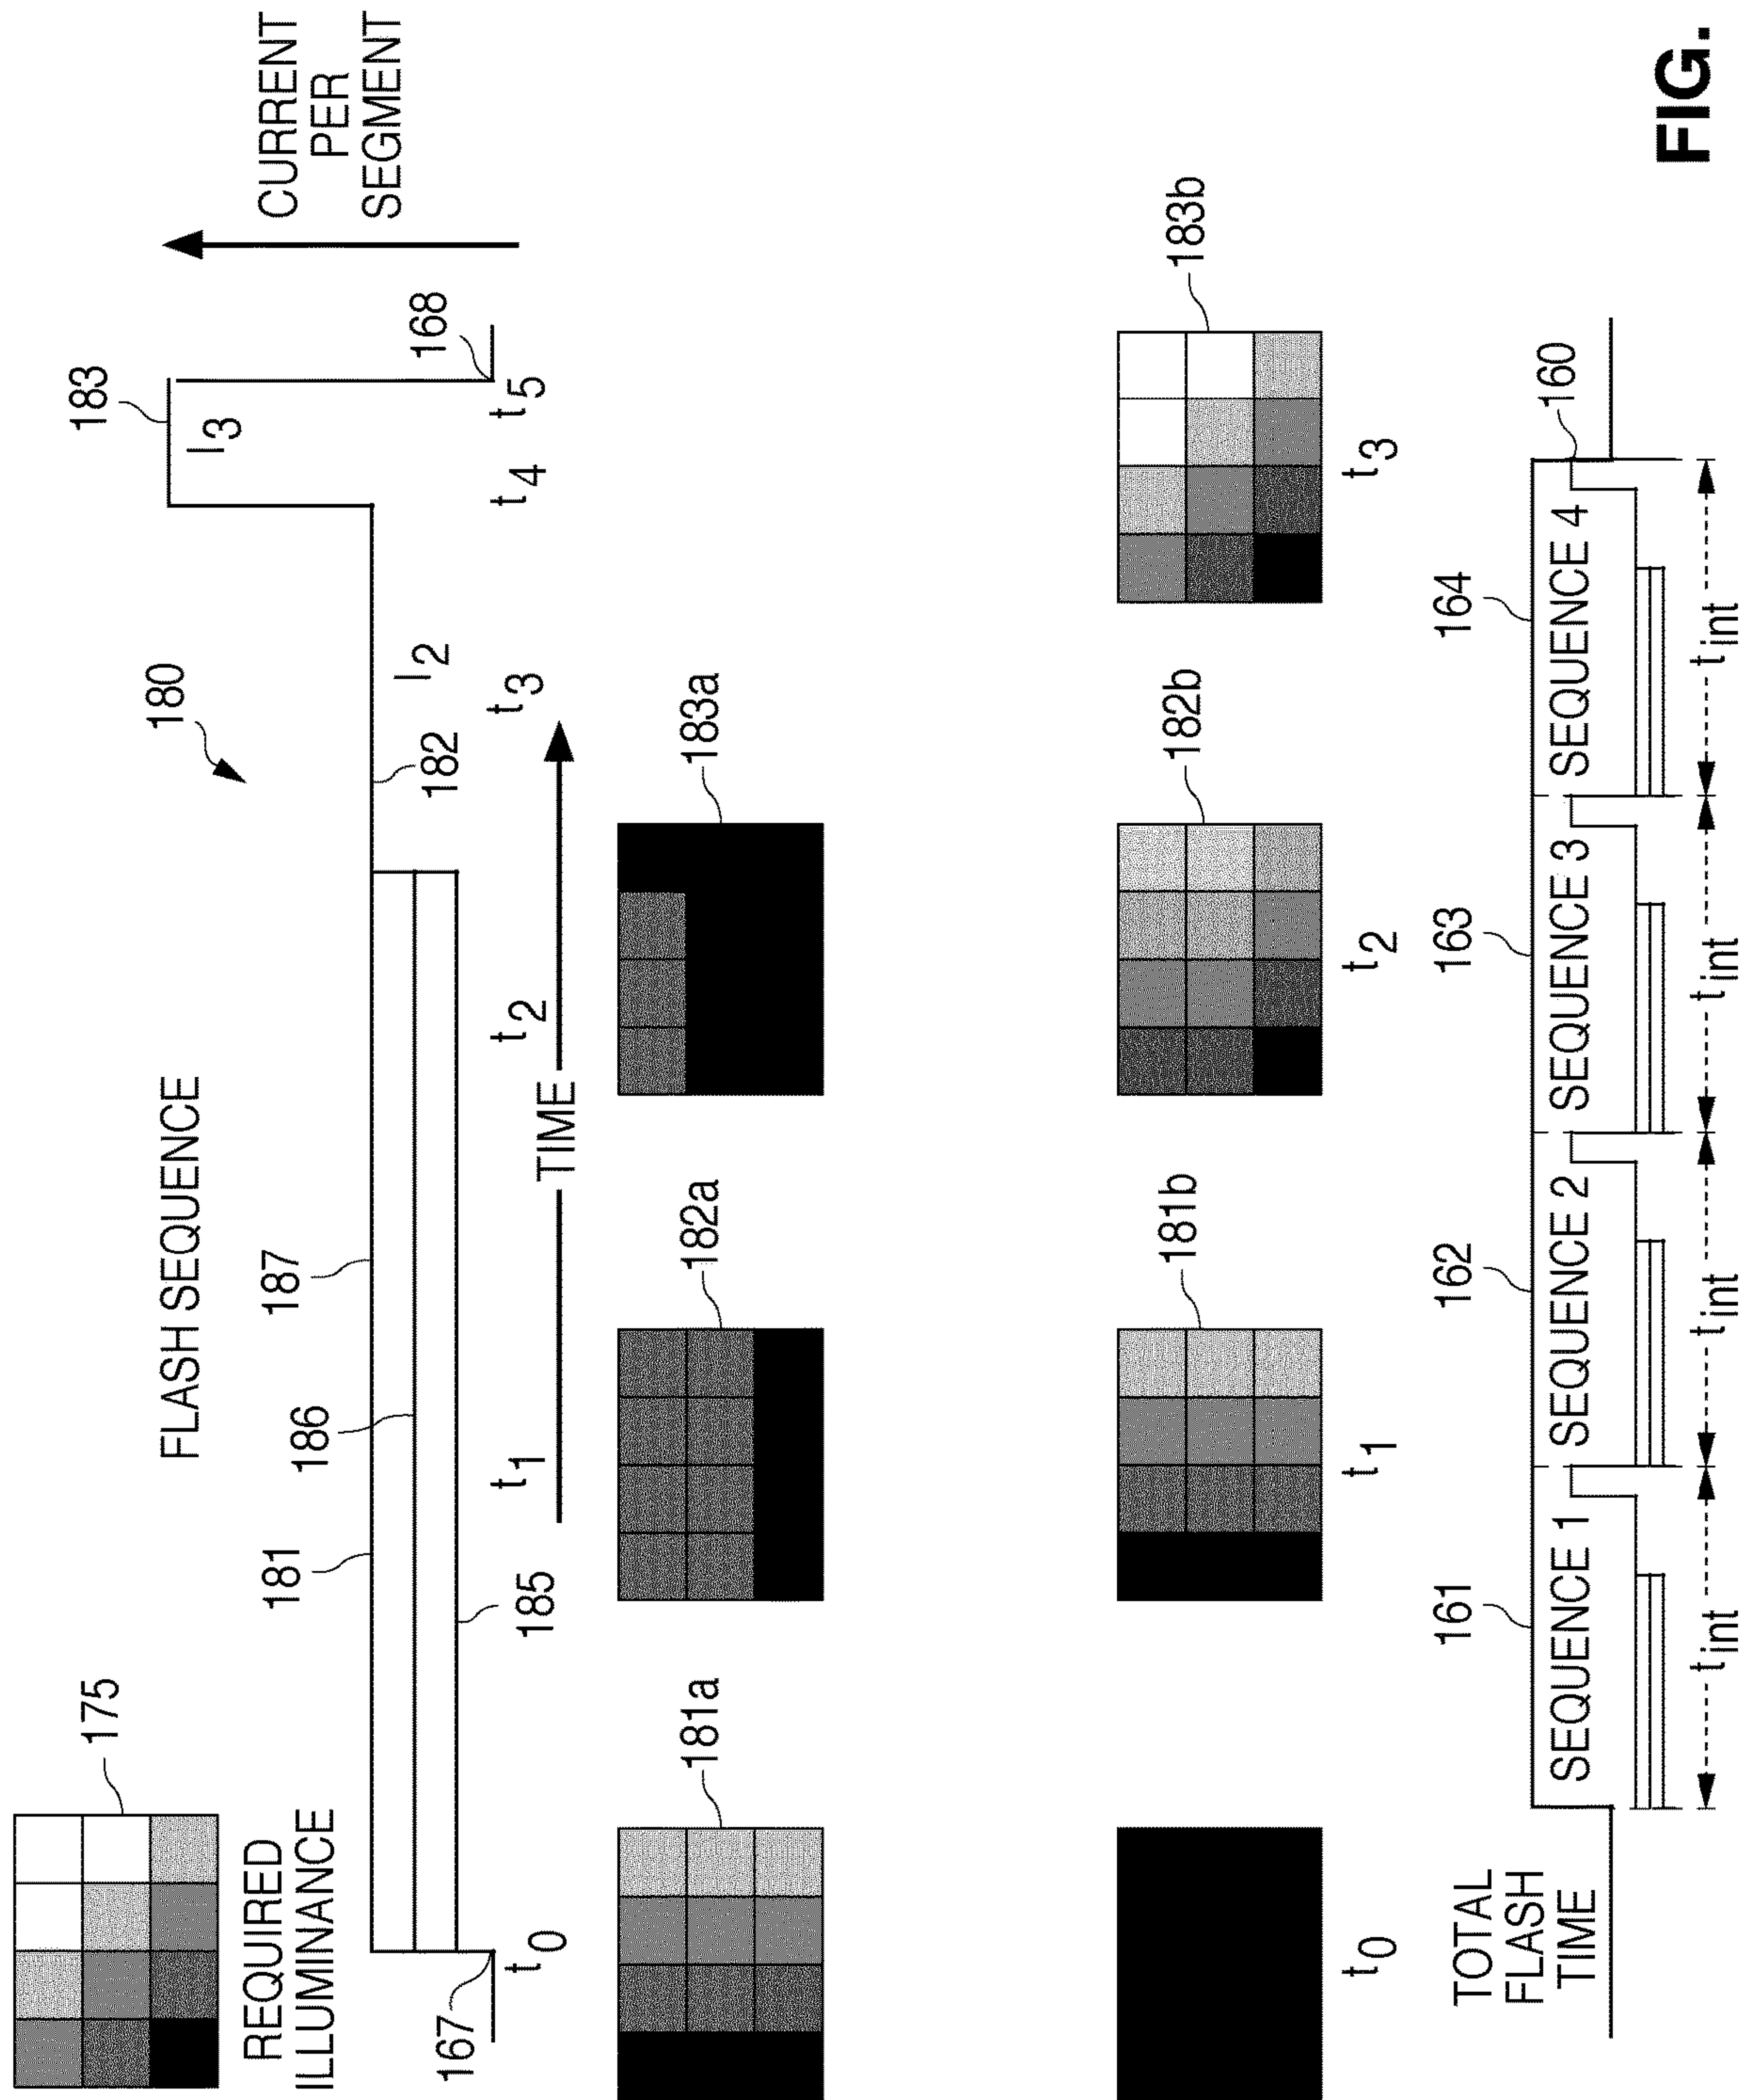 175
REQUIRED
ILLUMINANCE
FLASH SEQUENCE
180
183
CURRENT
PER
SEGMENT
181
186
187
I3
I2
182
168
167
185
t0
t1
t2
t3
t4
t5
TIME
181a
182a
183a
181b
182b
183b
t0
t1
t2
t3
TOTAL
FLASH
TIME
161
162
163
164
160
SEQUENCE 1
SEQUENCE 2
SEQUENCE 3
SEQUENCE 4
tint
tint
tint
tint
FIG.